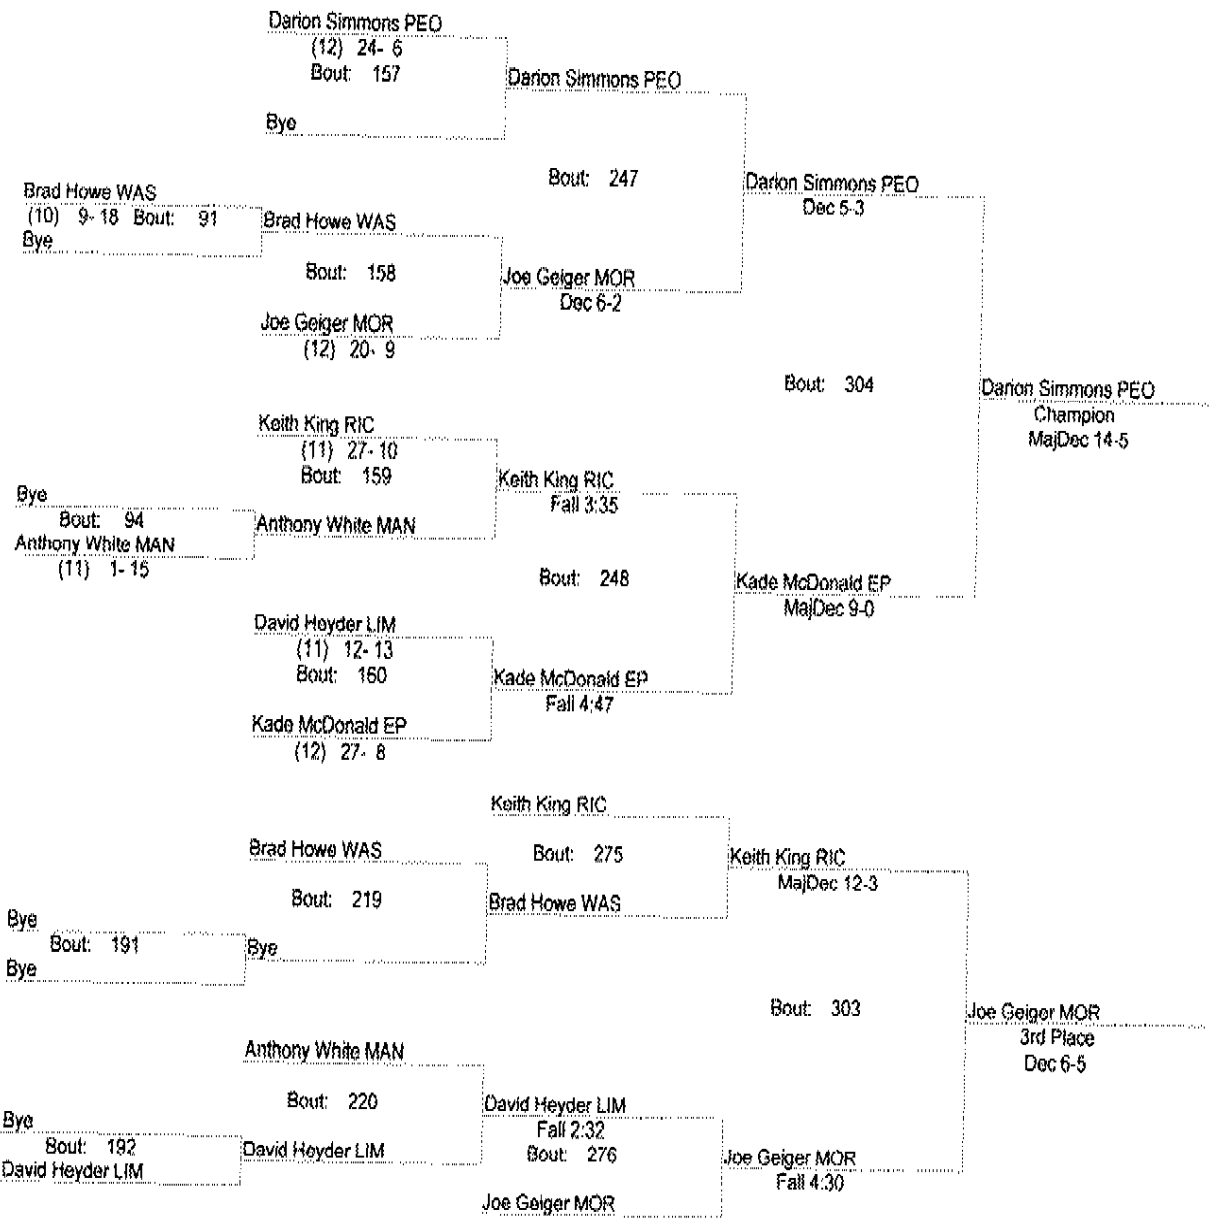 Darion Simmons PEO
(12) 24- 6
Bout: 157
Darion Simmons PEO
Bye
Bout: 247
Darion Simmons PEO
Dec 5-3
Brad Howe WAS
(10) 9- 18 Bout: 91
Bye
Brad Howe WAS
Bout: 158
Joe Geiger MOR
Dec 6-2
Joe Geiger MOR
(12) 20- 9
Bout: 304
Darion Simmons PEO
Champion
MajDec 14-5
Keith King RIC
(11) 27- 10
Bout: 159
Keith King RIC
Fall 3:35
Bye
Bout: 94
Anthony White MAN
(11) 1- 15
Anthony White MAN
Bout: 248
Kade McDonald EP
MajDec 9-0
David Heyder LIM
(11) 12- 13
Bout: 160
Kade McDonald EP
Fall 4:47
Kade McDonald EP
(12) 27- 8
Keith King RIC
Bout: 275
Keith King RIC
MajDec 12-3
Brad Howe WAS
Bout: 219
Brad Howe WAS
Bye
Bout: 191
Bye
Bye
Bout: 303
Joe Geiger MOR
3rd Place
Dec 6-5
Anthony White MAN
Bout: 220
David Heyder LIM
Fall 2:32
Bout: 276
Bye
Bout: 192
David Heyder LIM
David Heyder LIM
Joe Geiger MOR
Fall 4:30
Joe Geiger MOR